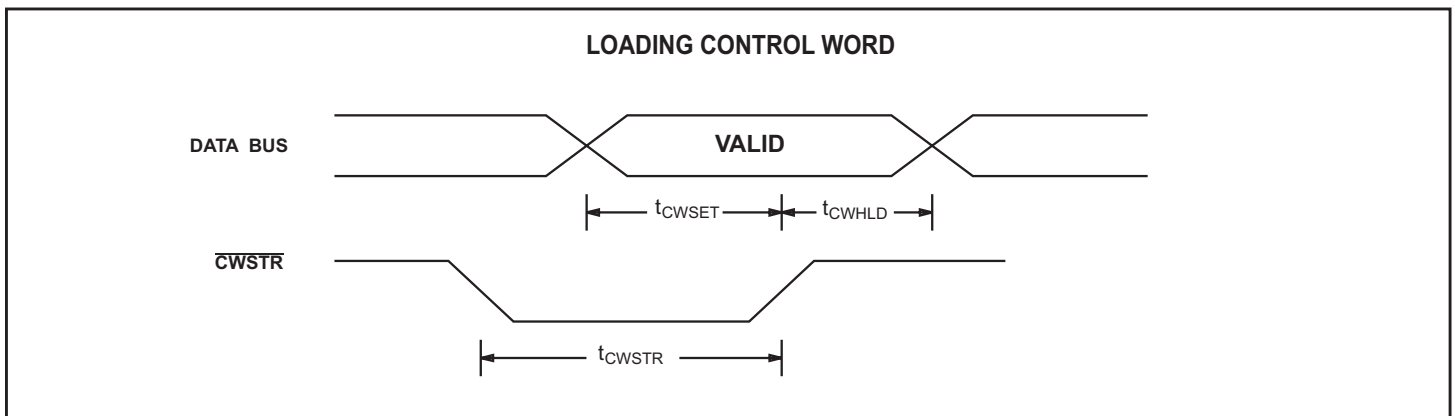 LOADING CONTROL WORD
DATA BUS
VALID
tCWSET
tCWHLD
CWSTR
tCWSTR